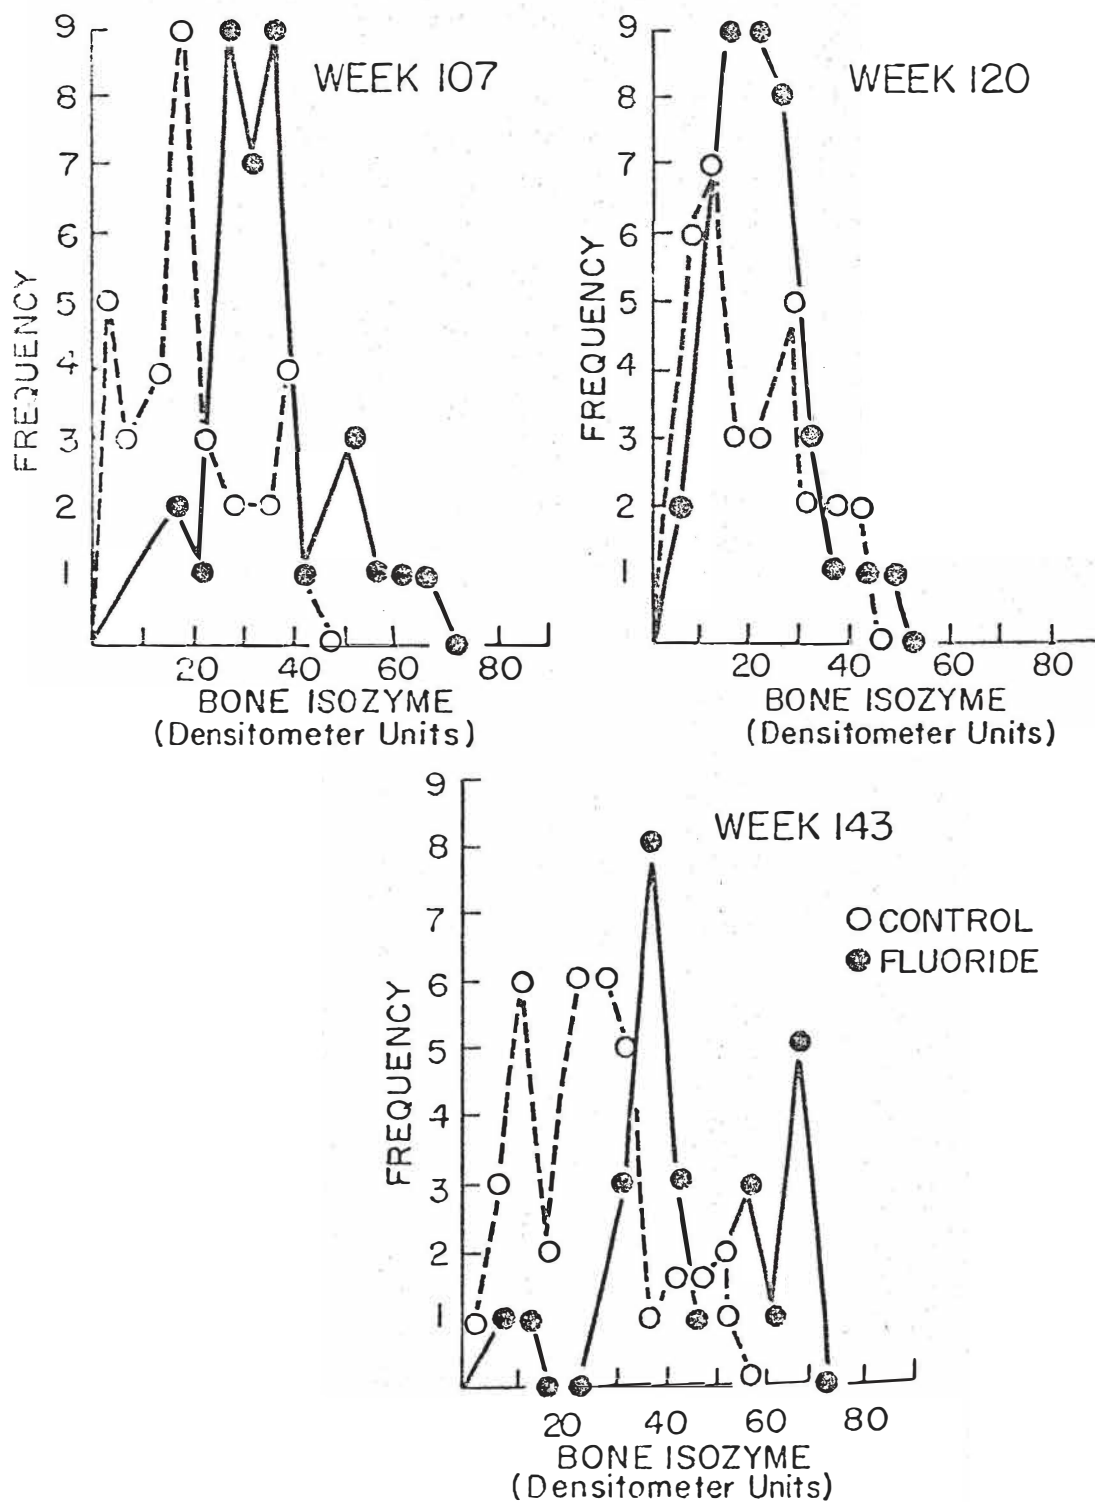 WEEK 107
FREQUENCY
9
8
7
6
5
4
3
2
1
20 40 60 80
BONE ISOZYME
(Densitometer Units)
WEEK 120
FREQUENCY
9
8
7
6
5
4
3
2
1
20 40 60 80
BONE ISOZYME
(Densitometer Units)
WEEK 143
CONTROL
FLUORIDE
FREQUENCY
9
8
7
6
5
4
3
2
1
20 40 60 80
BONE ISOZYME
(Densitometer Units)